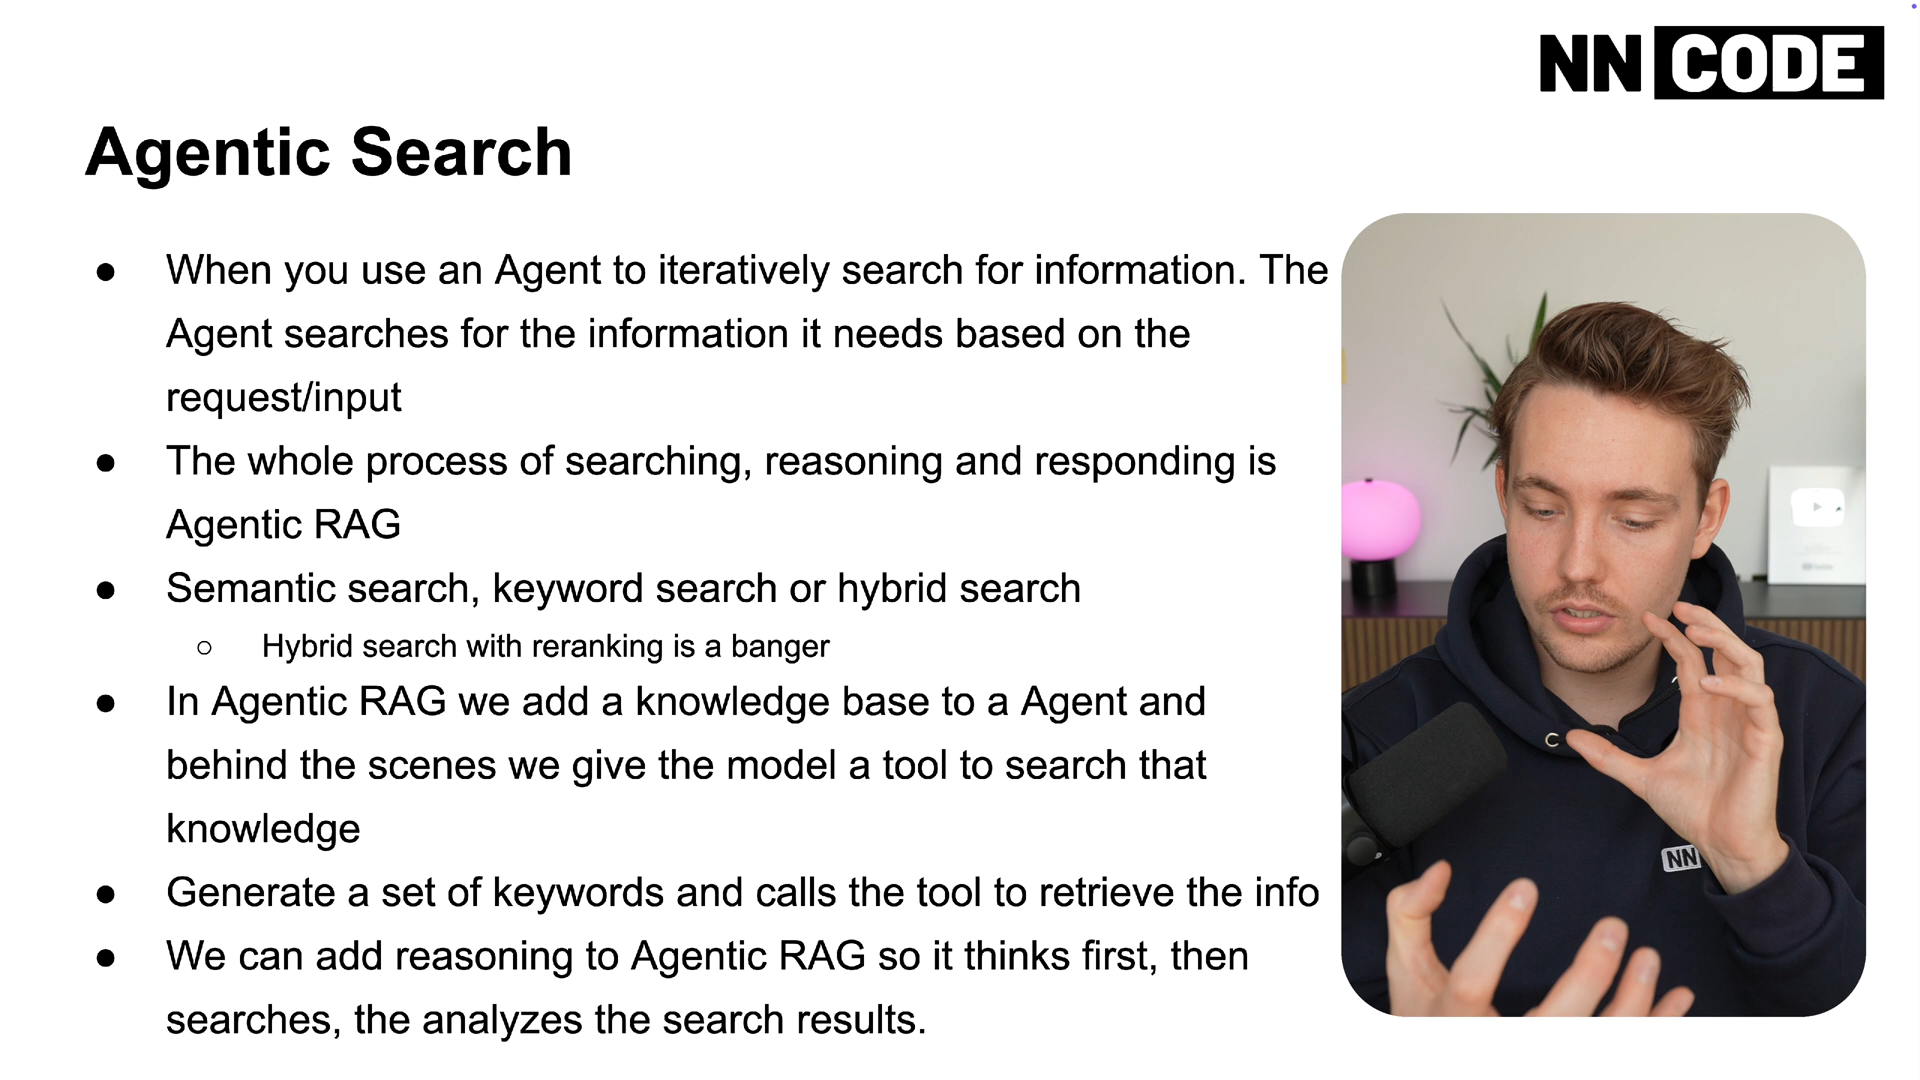 NN CODE
Agentic Search
● When you use an Agent to iteratively search for information. The
Agent searches for the information it needs based on the
request/input
● The whole process of searching, reasoning and responding is
Agentic RAG
● Semantic search, keyword search or hybrid search
○ Hybrid search with reranking is a banger
● In Agentic RAG we add a knowledge base to a Agent and
behind the scenes we give the model a tool to search that
knowledge
● Generate a set of keywords and calls the tool to retrieve the info
● We can add reasoning to Agentic RAG so it thinks first, then
searches, the analyzes the search results.
NN